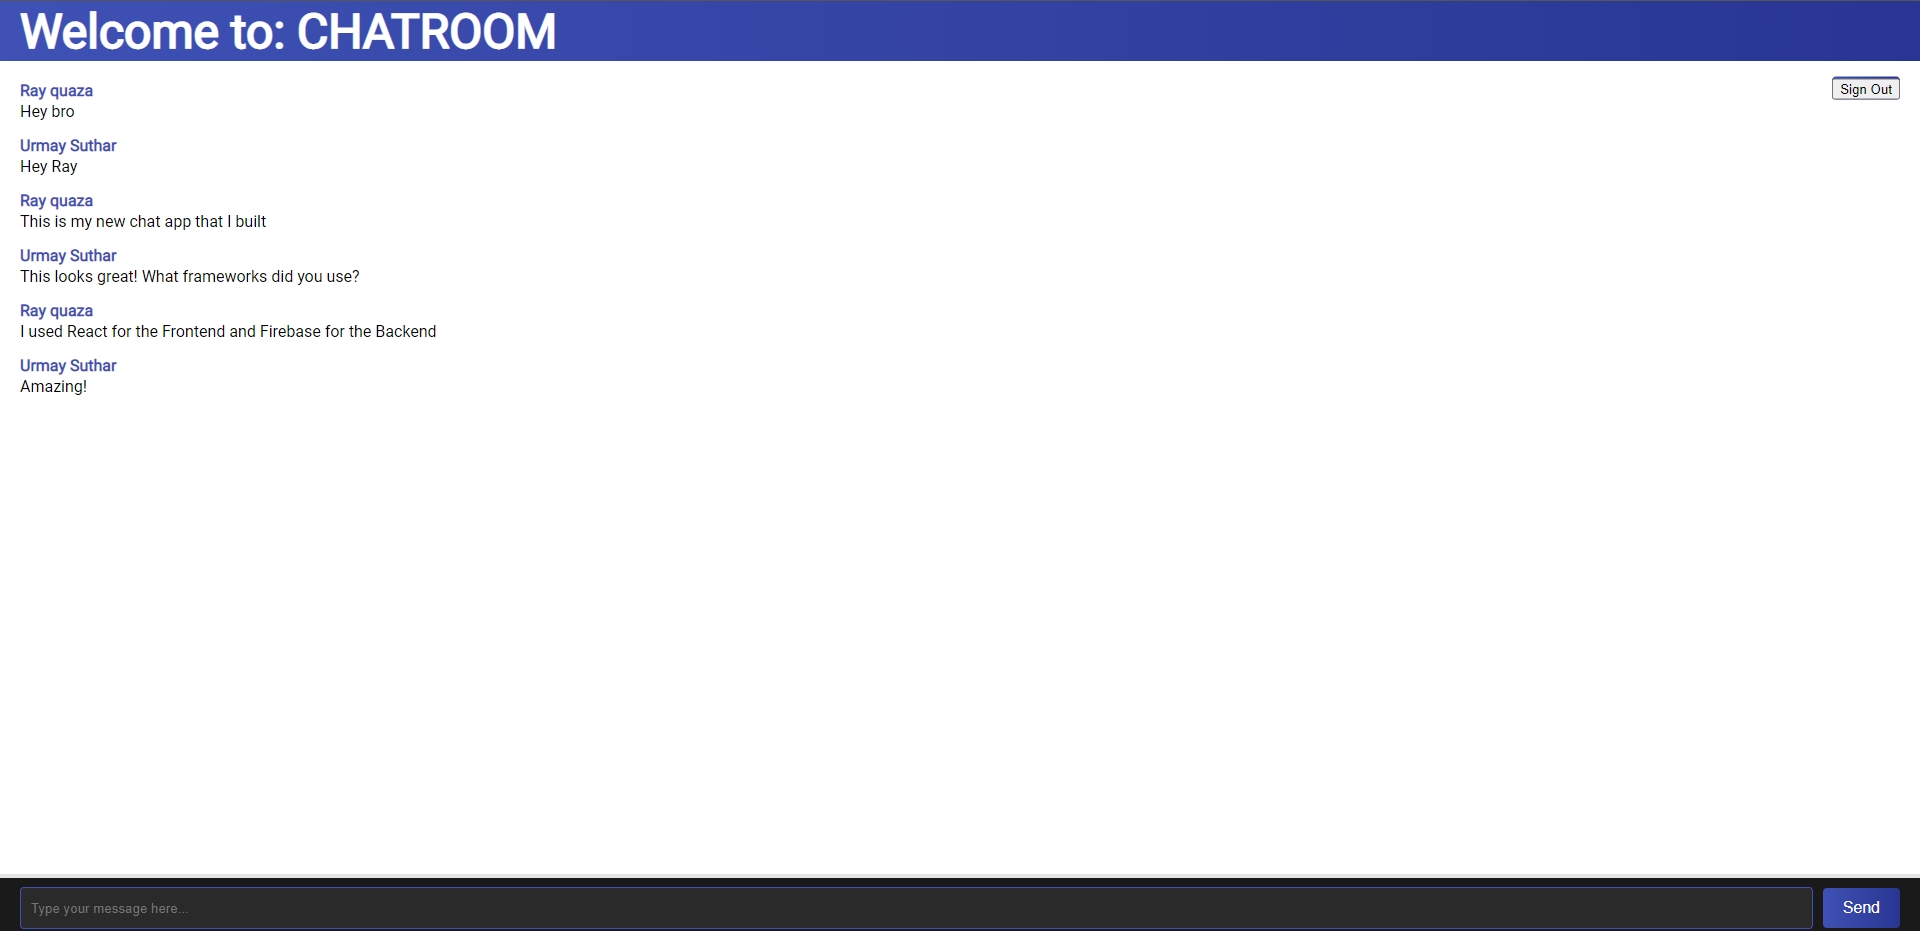 Welcome to: CHATROOM
Sign Out
Ray quaza
Hey bro
Urmay Suthar
Hey Ray
Ray quaza
This is my new chat app that I built
Urmay Suthar
This looks great! What frameworks did you use?
Ray quaza
I used React for the Frontend and Firebase for the Backend
Urmay Suthar
Amazing!
Type your message here...
Send